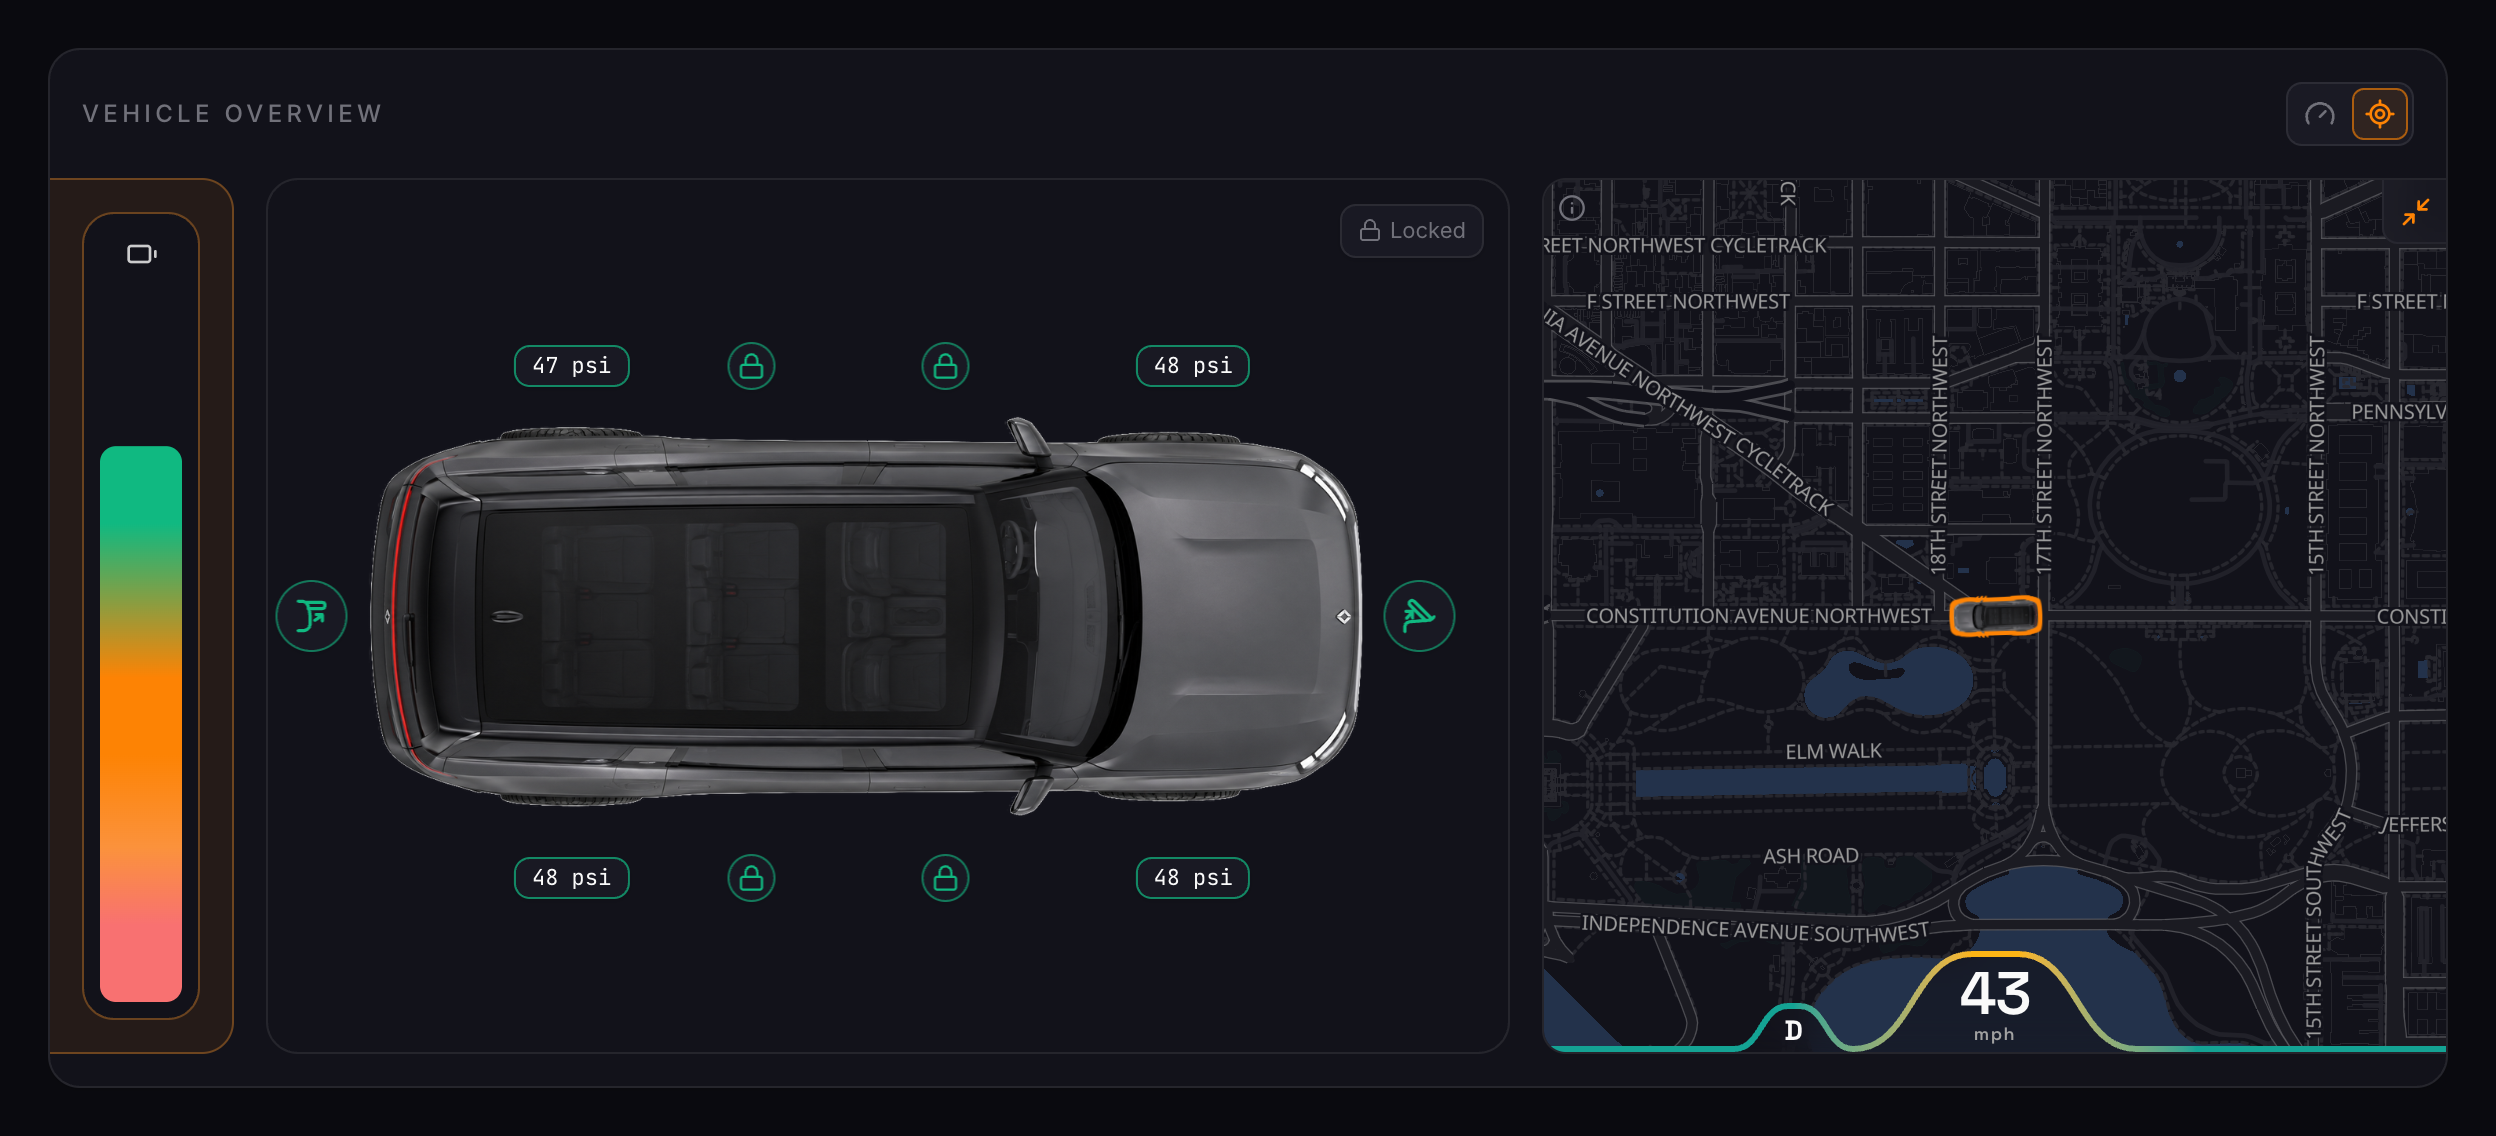 VEHICLE OVERVIEW
Locked
47 psi
48 psi
48 psi
48 psi
CK
REET NORTHWEST CYCLETRACK
F STREET NORTHWEST
F STREET
IA AVENUE NORTHWEST CYCLETRACK
18TH STREET NORTHWEST
17TH STREET NORTHWEST
15TH STREET NORTHWEST
PENNSYLV
CONSTITUTION AVENUE NORTHWEST
CONSTI
ELM WALK
JEFFERS
ASH ROAD
INDEPENDENCE AVENUE SOUTHWEST
15TH STREET SOUTHWEST
D
43
mph